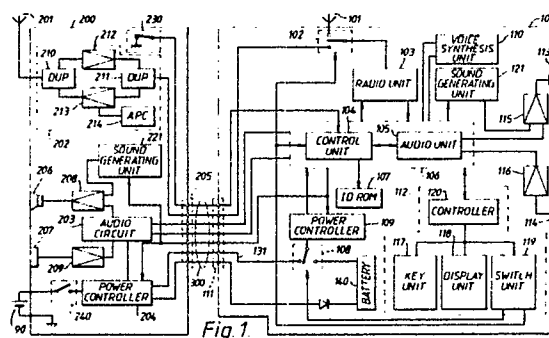 201
200
230
212
210
DUP
211
DUP
213
214
APC
202
221
SOUND
GENERATING
UNIT
206
208
203
AUDIO
CIRCUIT
207
209
POWER
CONTROLLER
90
240
204
205
300
111
131
Fig.1.
101
102
RADIO UNIT
103
104
CONTROL
UNIT
105
AUDIO UNIT
106
107
ID ROM
POWER
CONTROLLER
109
108
140
BATTERY
VOICE
SYNTHESIS UNIT
110
SOUND
GENERATING
UNIT
121
113
115
116
114
112
120
CONTROLLER
117
KEY
UNIT
118
DISPLAY
UNIT
119
SWITCH
UNIT